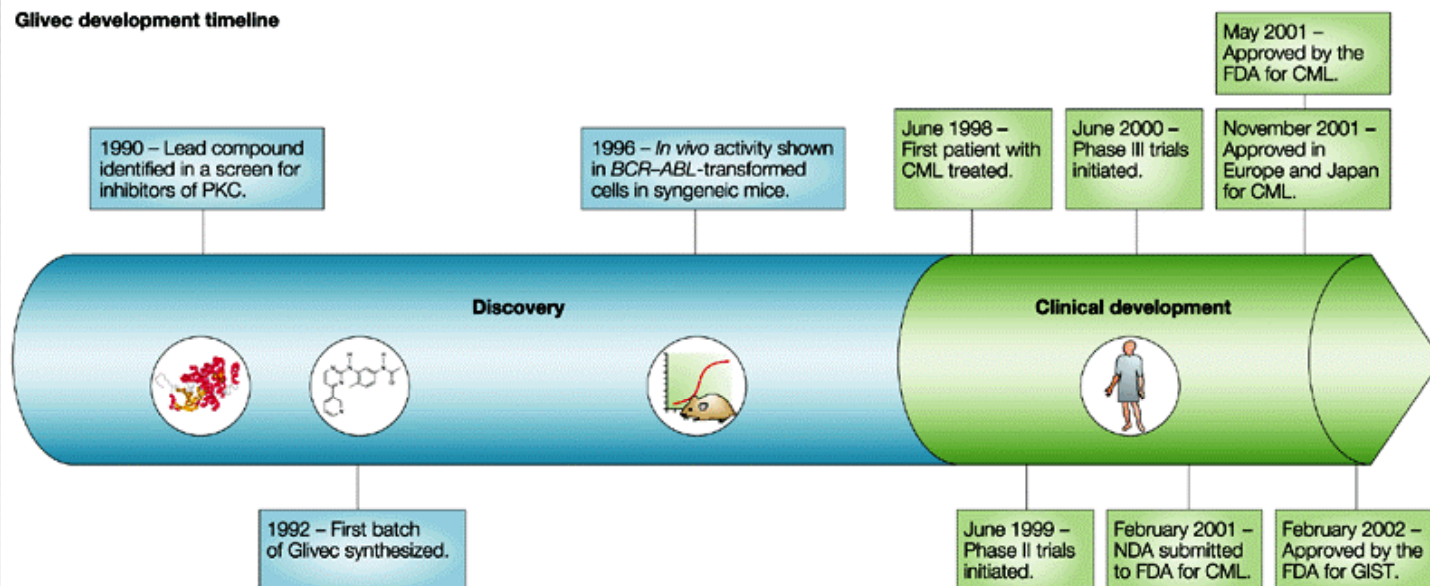 Glivec development timeline
May 2001 –
Approved by the
FDA for CML.
1990 – Lead compound
identified in a screen for
inhibitors of PKC.
1996 – In vivo activity shown
in BCR–ABL-transformed
cells in syngeneic mice.
June 1998 –
First patient with
CML treated.
June 2000 –
Phase III trials
initiated.
November 2001 –
Approved in
Europe and Japan
for CML.
Discovery
Clinical development
1992 – First batch
of Glivec synthesized.
June 1999 –
Phase II trials
initiated.
February 2001 –
NDA submitted
to FDA for CML.
February 2002 –
Approved by the
FDA for GIST.